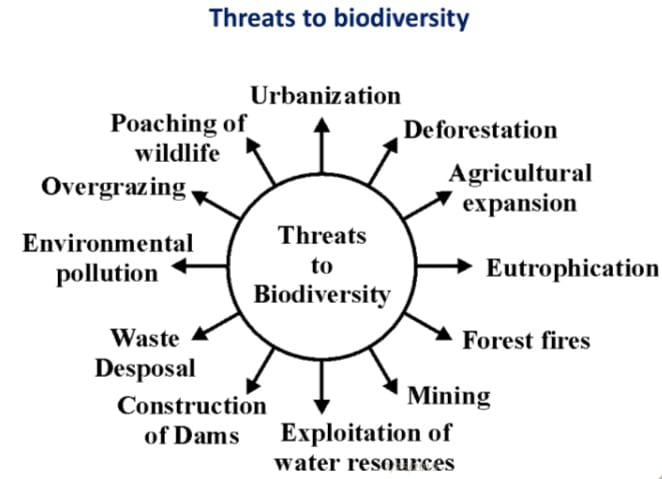 Threats to biodiversity
Urbanization
Poaching of
wildlife
Deforestation
Overgrazing
Agricultural
expansion
Environmental
pollution
Threats
to
Biodiversity
Eutrophication
Waste
Desposal
Forest fires
Construction
of Dams
Mining
Exploitation of
water resources